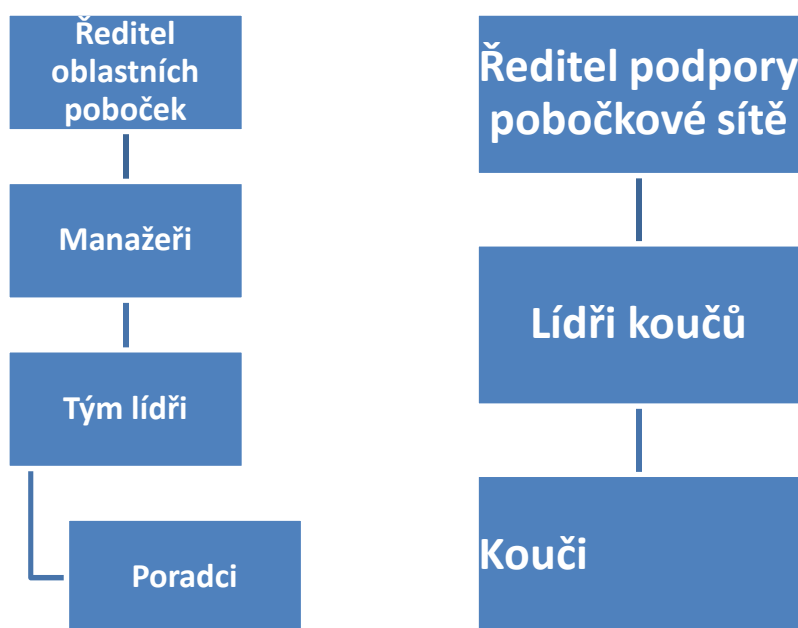 Ředitel
oblastních
poboček
Manažeři
Tým lídři
Poradci
Ředitel podpory
pobočkové sítě
Lídři koučů
Kouči